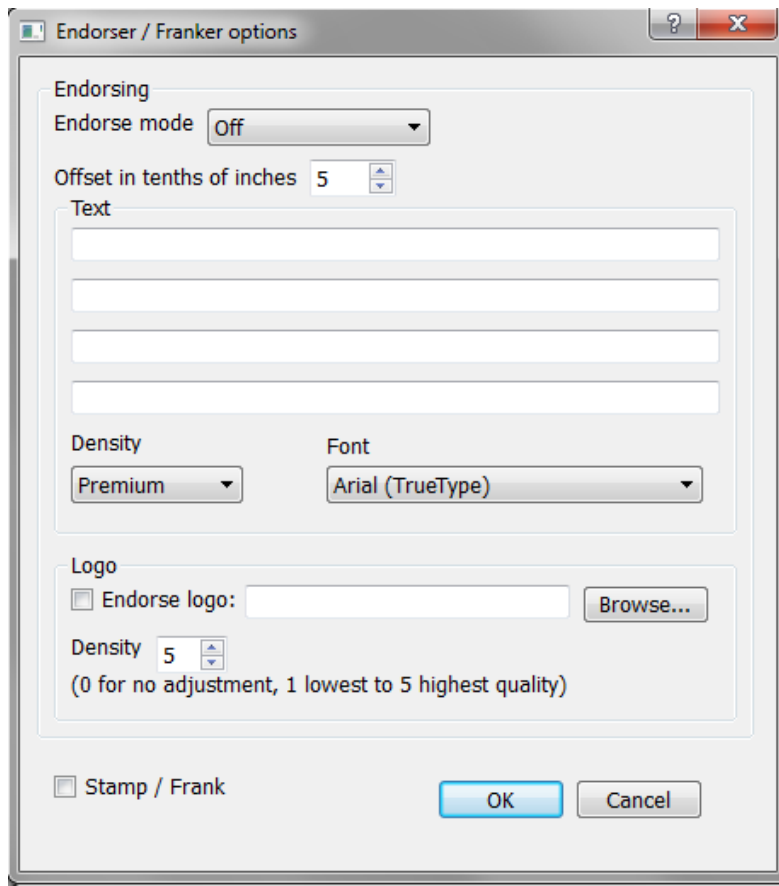 Endorser / Franker options
Endorsing
Endorse mode Off
Offset in tenths of inches 5
Text
Density Font
Premium Arial (TrueType)
Logo
Endorse logo: Browse...
Density 5
(0 for no adjustment, 1 lowest to 5 highest quality)
Stamp / Frank OK Cancel